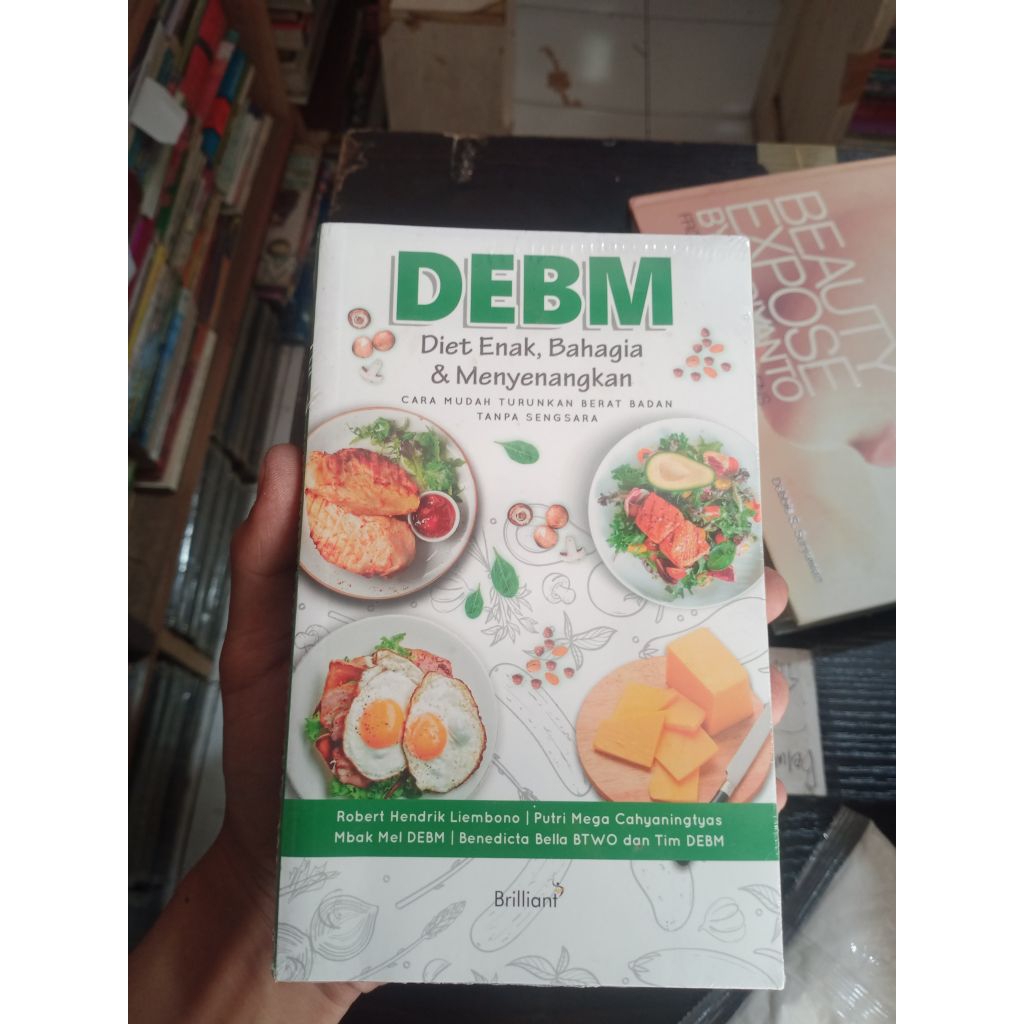 DEBM
Diet Enak, Bahagia
& Menyenangkan
CARA MUDAH TURUNKAN BERAT BADAN
TANPA SENGSARA
Robert Hendrik Liembono | Putri Mega Cahyaningtyas
Mbak Mel DEBM | Benedicta Bella BTWO dan Tim DEBM
Brilliant
BEAUTY
EXPOSE